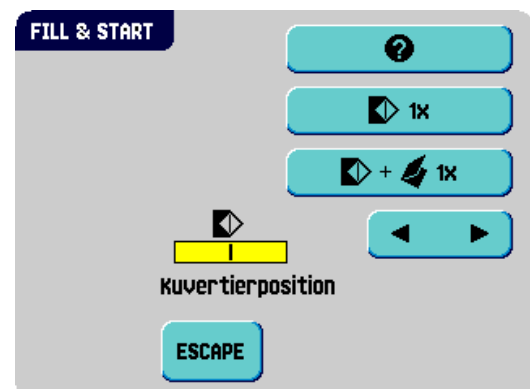 FILL & START
?
1X
+ 1X
Kuvertierposition
ESCAPE